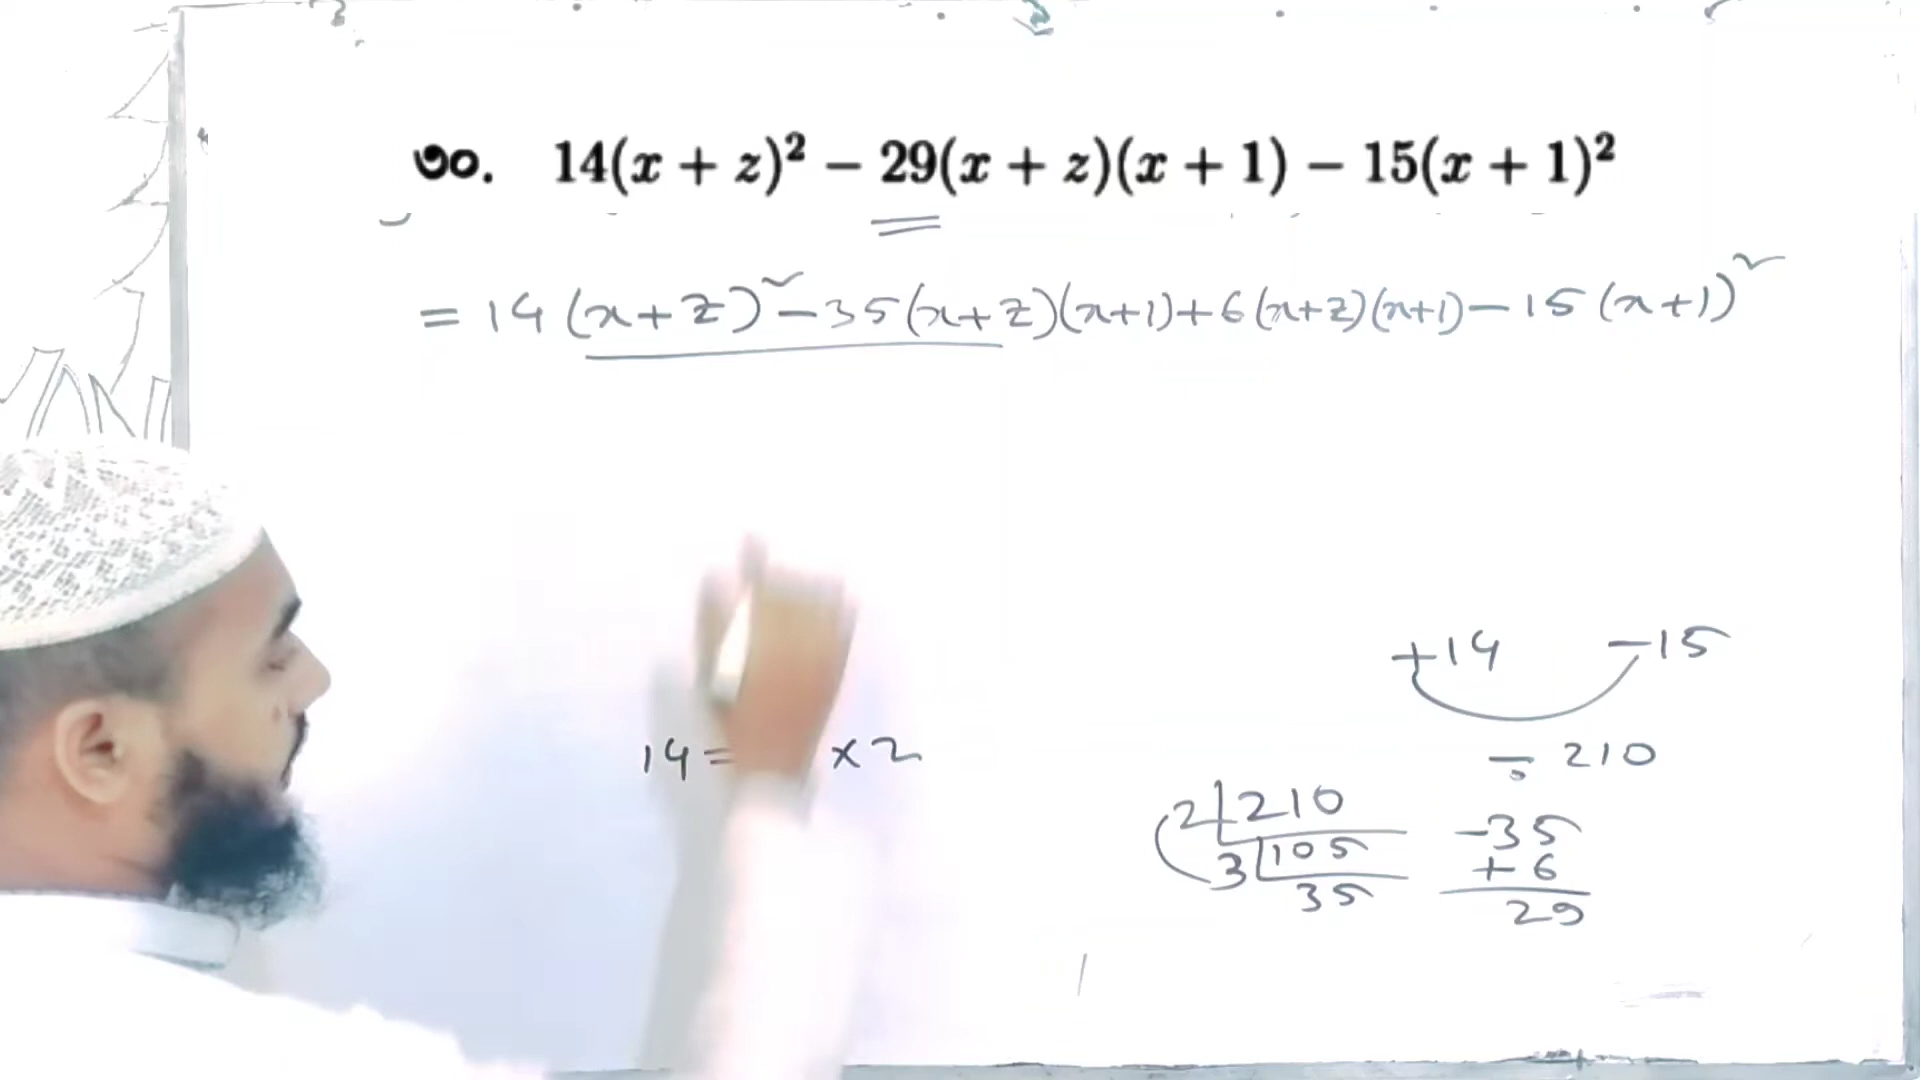 ৩০. 14(x + z)² − 29(x + z)(x + 1) − 15(x + 1)²
= 14(x+z)² − 35(x+z)(x+1) + 6(x+z)(x+1) − 15(x+1)²
+14 −15
− 210
14 = × 2
2 210
3 105
35
−35
+ 6
29